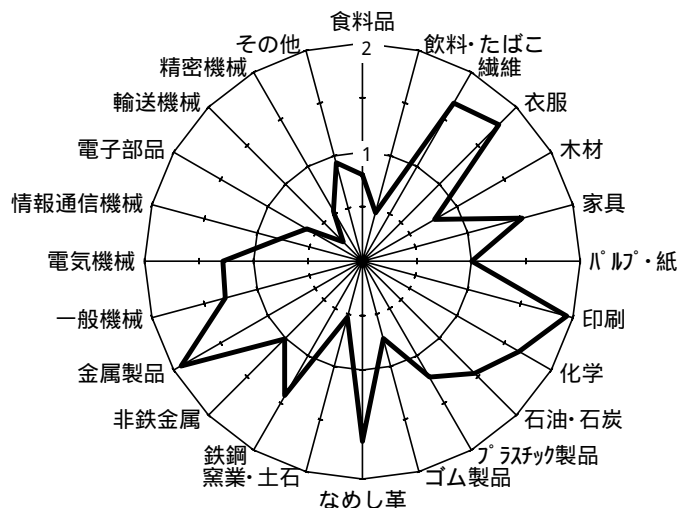 食料品
2
その他
飲料・たばこ
精密機械
繊維
輸送機械
衣服
電子部品
1
木材
情報通信機械
家具
電気機械
パルプ・紙
一般機械
印刷
金属製品
化学
非鉄金属
石油・石炭
鉄鋼
プラスチック製品
窯業・土石
ゴム製品
なめし革